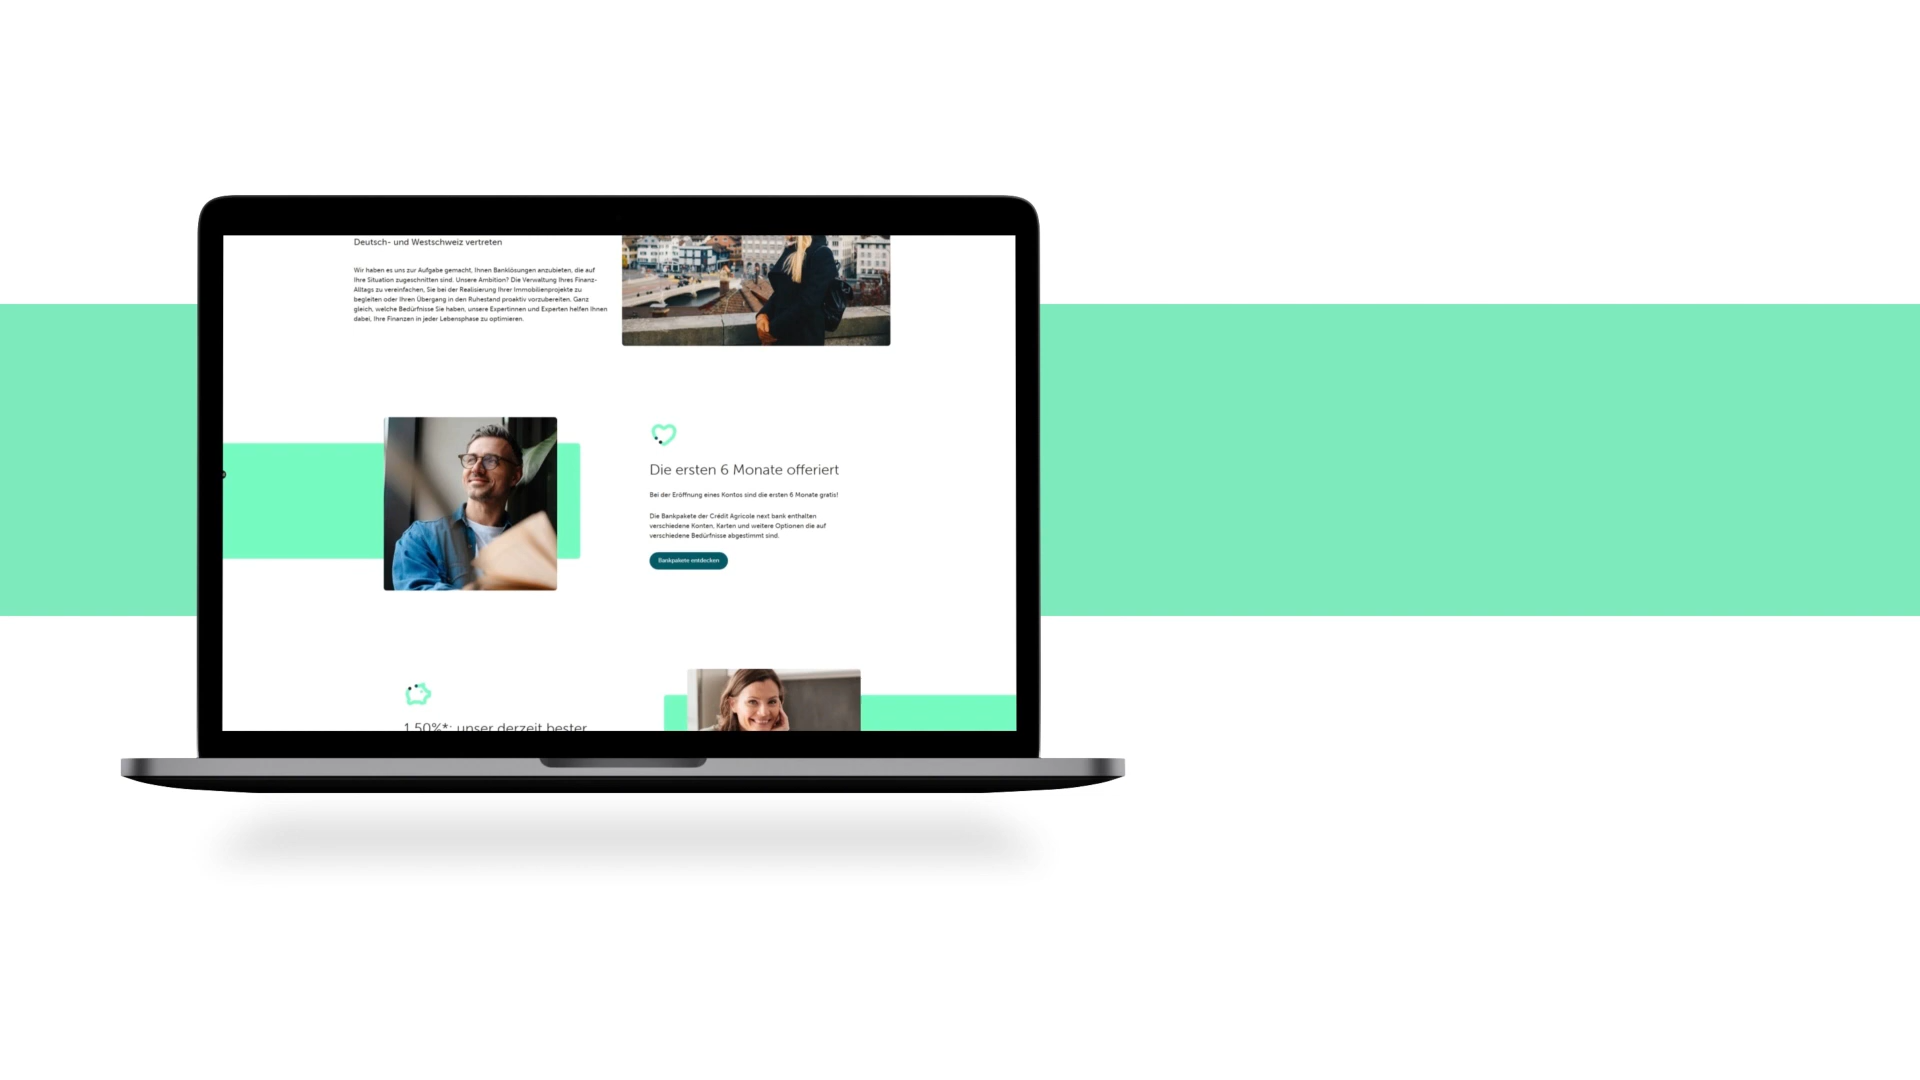 Deutsch- und Westschweiz vertreten
Wir haben es uns zur Aufgabe gemacht, Ihnen Banklösungen anzubieten, die auf
Ihre Situation zugeschnitten sind. Unsere Ambition? Die Verwaltung Ihres Finanz-
Alltags zu vereinfachen, Sie bei der Realisierung Ihrer Immobilienprojekte zu
begleiten oder Ihren Übergang in den Ruhestand proaktiv vorzubereiten. Ganz
gleich, welche Bedürfnisse Sie haben, unsere Expertinnen und Experten helfen Ihnen
dabei, Ihre Finanzen in jeder Lebensphase zu optimieren.
Die ersten 6 Monate offeriert
Bei der Eröffnung eines Kontos sind die ersten 6 Monate gratis!
Die Bankpakete der Crédit Agricole next bank enthalten
verschiedene Konten, Karten und weitere Optionen die auf
verschiedene Bedürfnisse abgestimmt sind.
Bankpakete entdecken
1,50%*: unser derzeit bester